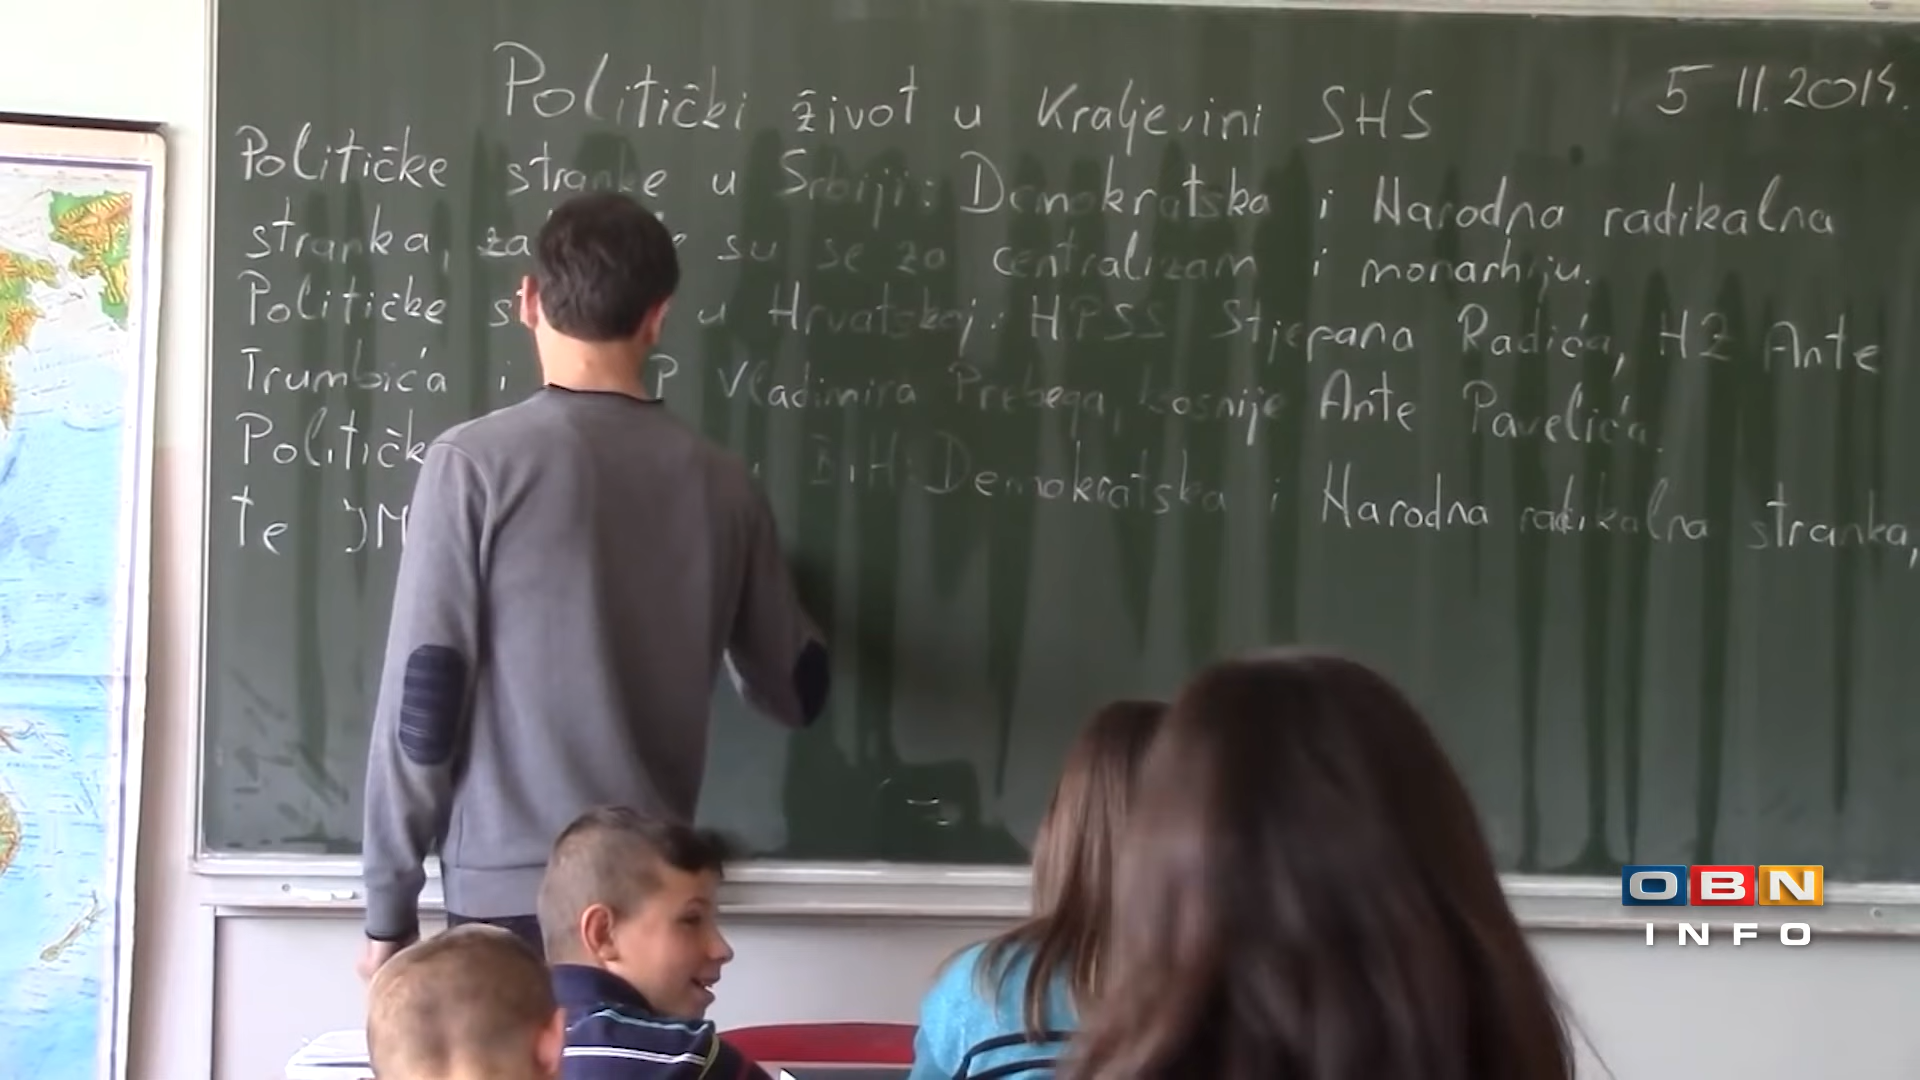 Politički život u Kraljevini SHS
5 11.2014.
Političke stranke u Srbiji: Demokratska i Narodna radikalna
stranka, su se za centralizam i monarhiju.
Političke u Hrvatskoj: HPSS Stjepana Radića, HZ Ante
Trumbića i Vladimira Prebega, kosnije Ante Pavelića.
BiH: Demokratska i Narodna radikalna stranka,
te
OBN
INFO